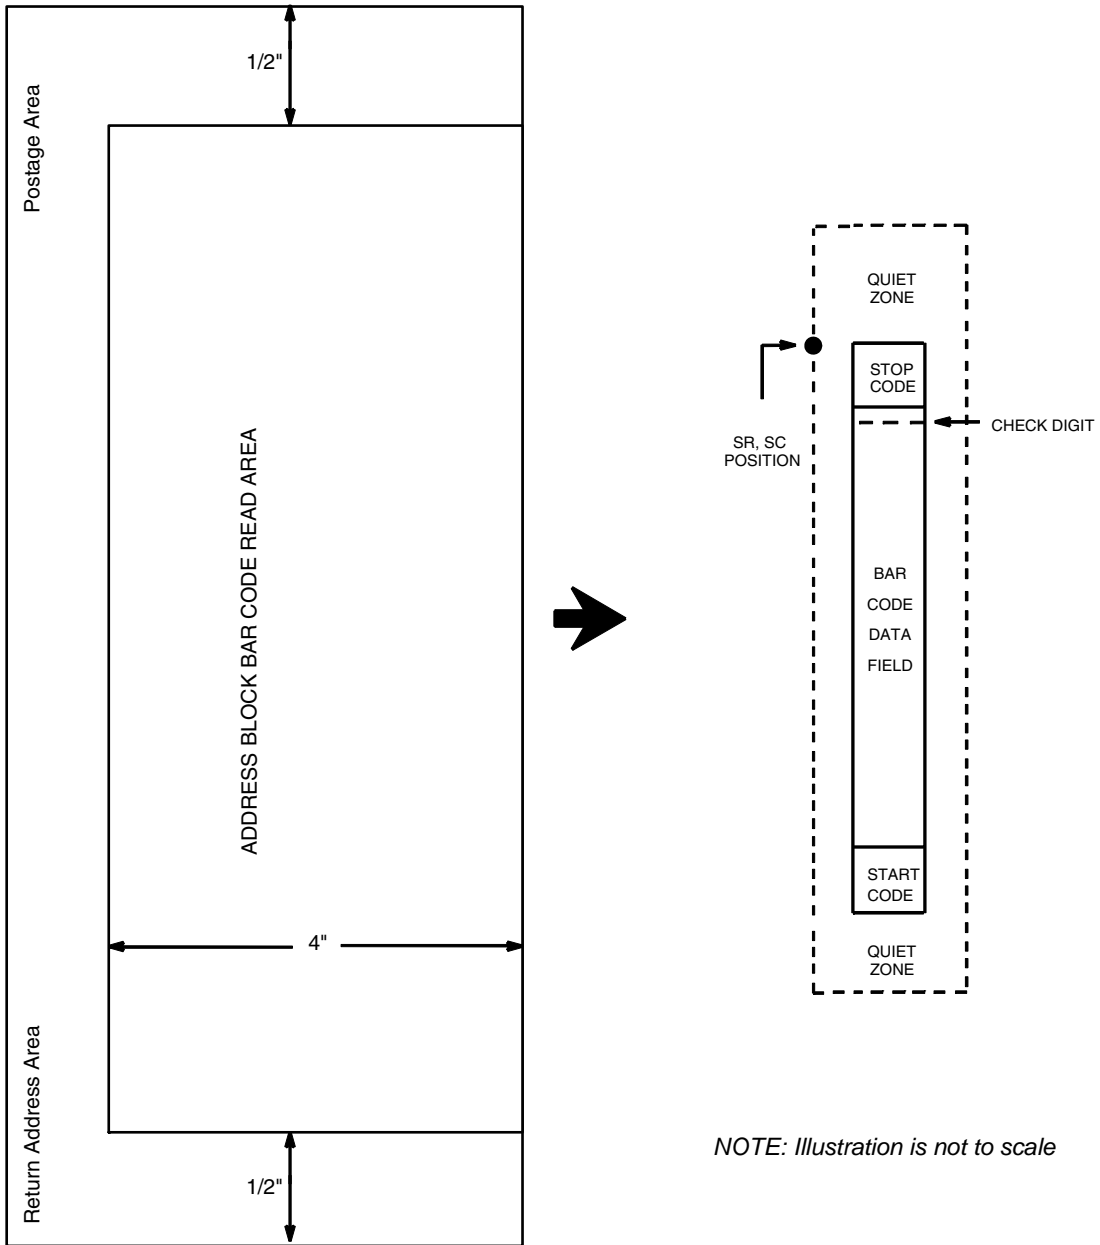 1/2"
Postage Area
ADDRESS BLOCK BAR CODE READ AREA
4"
Return Address Area
1/2"
QUIET
ZONE
STOP
CODE
CHECK DIGIT
SR, SC
POSITION
BAR
CODE
DATA
FIELD
START
CODE
QUIET
ZONE
NOTE: Illustration is not to scale